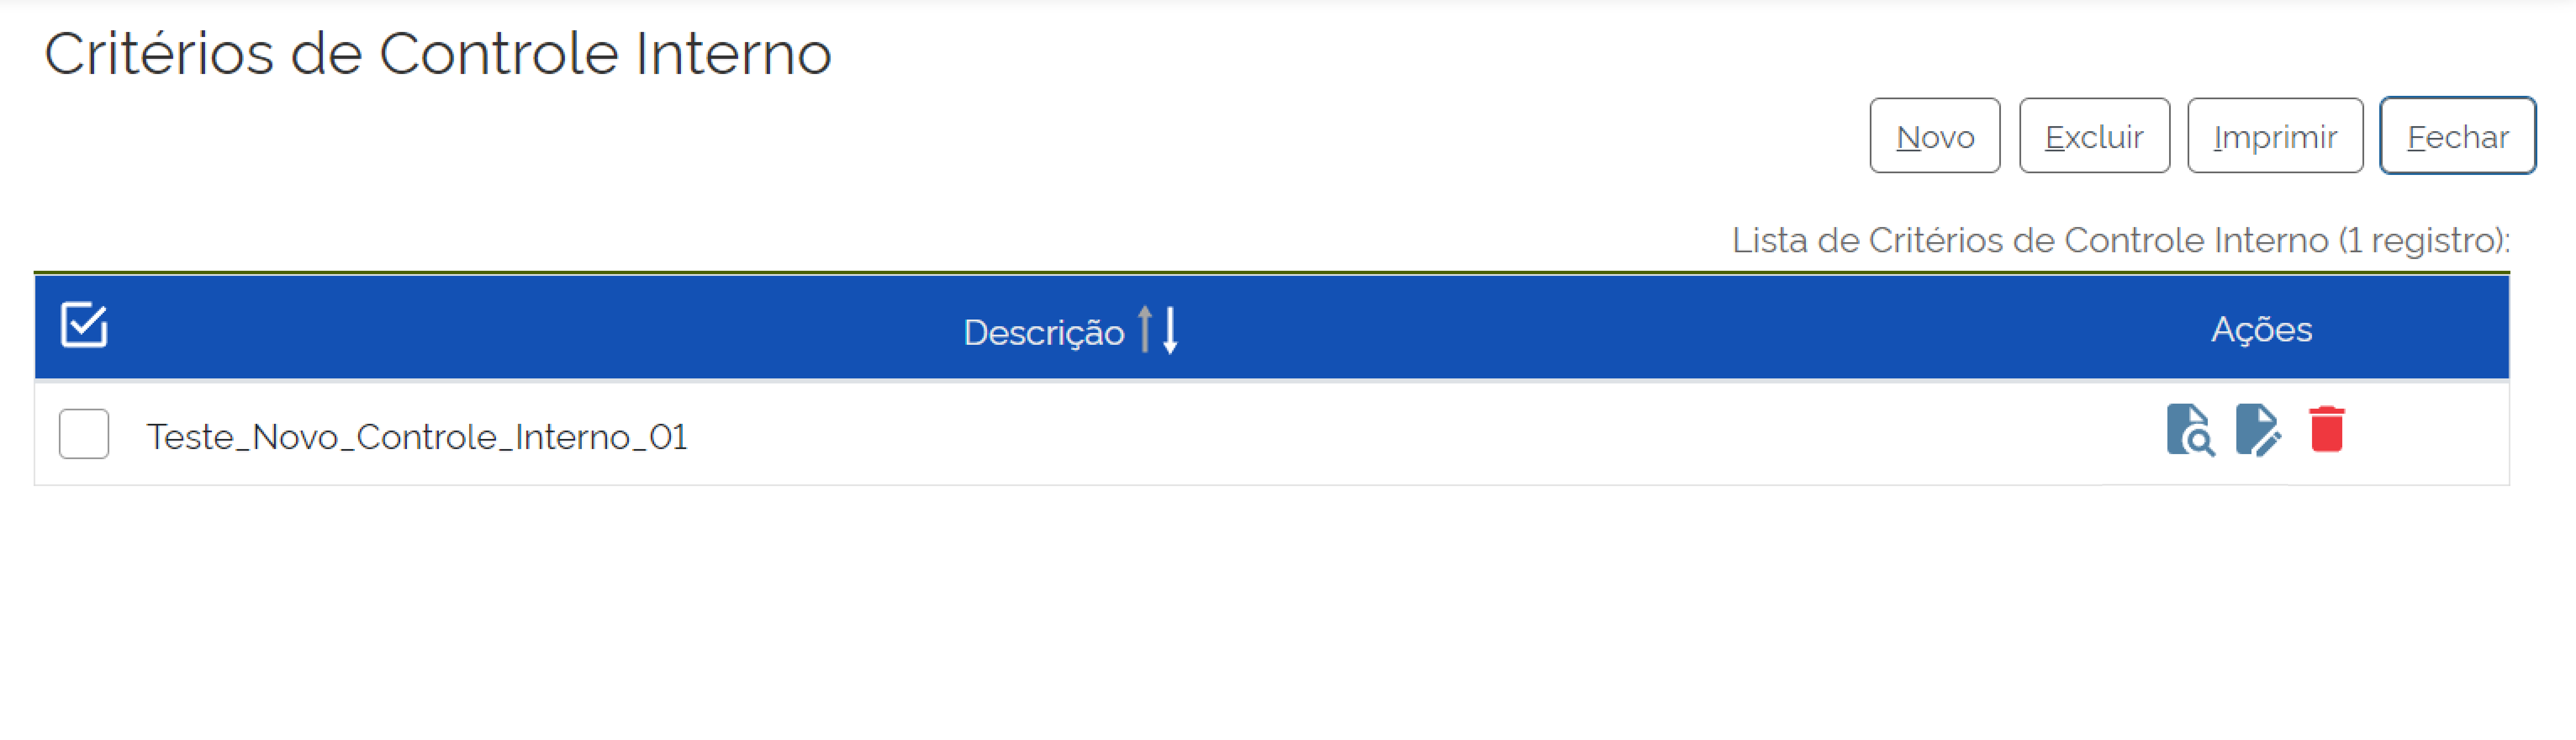 Critérios de Controle Interno
Novo Excluir Imprimir Fechar
Lista de Critérios de Controle Interno (1 registro):
Descrição Ações
Teste_Novo_Controle_Interno_01